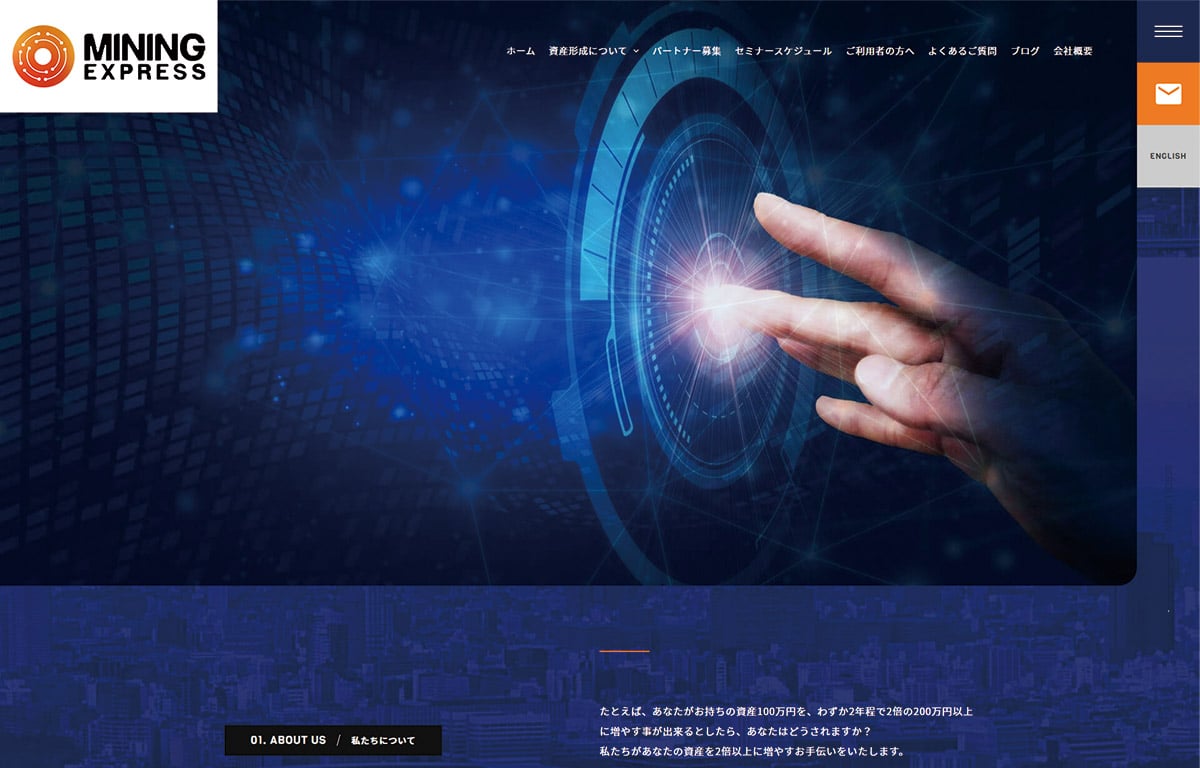 MINING
EXPRESS
ホーム 資産形成について パートナー募集 セミナースケジュール ご利用者の方へ よくあるご質問 ブログ 会社概要
ENGLISH
たとえば、あなたがお持ちの資産100万円を、わずか2年程で2倍の200万円以上
に増やす事が出来るとしたら、あなたはどうされますか？
私たちがあなたの資産を2倍以上に増やすお手伝いをいたします。
01. ABOUT US / 私たちについて